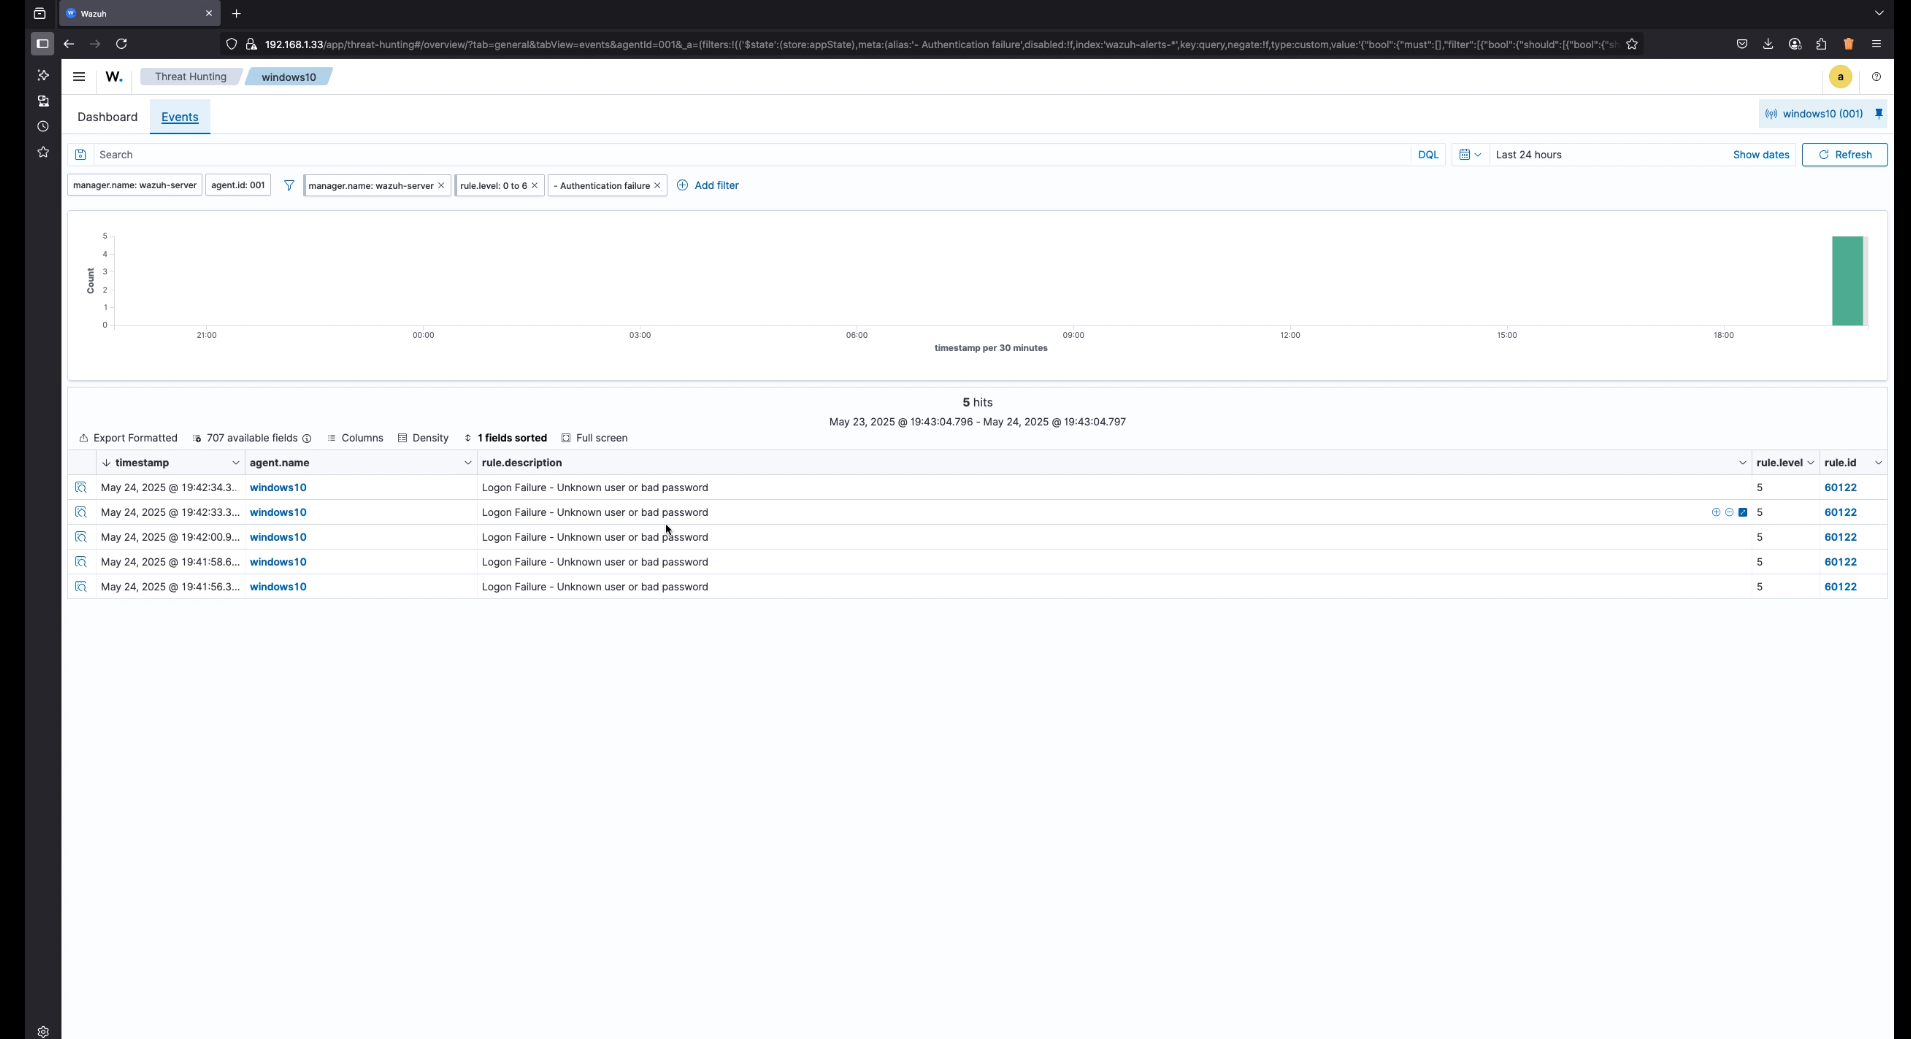 Wazuh
192.168.1.33/app/threat-hunting#/overview/?tab=general&tabView=events&agentId=001&_a=(filters:!(('$state':(store:appState),meta:(alias:'- Authentication failure',disabled:!f,index:'wazuh-alerts-*',key:query,negate:!f,type:custom,value:'{"bool":{"must":[],"filter":[{"bool":{"should":[{"bool":{"sh
W. Threat Hunting windows10 a
Dashboard Events windows10 (001)
Search DQL Last 24 hours Show dates Refresh
manager.name: wazuh-server agent.id: 001 manager.name: wazuh-server × rule.level: 0 to 6 × - Authentication failure × Add filter
5
4
3
2
1
0
Count
21:00 00:00 03:00 06:00 09:00 12:00 15:00 18:00
timestamp per 30 minutes
5 hits
May 23, 2025 @ 19:43:04.796 - May 24, 2025 @ 19:43:04.797
Export Formatted 707 available fields Columns Density 1 fields sorted Full screen
timestamp agent.name rule.description rule.level rule.id
May 24, 2025 @ 19:42:34.3... windows10 Logon Failure - Unknown user or bad password 5 60122
May 24, 2025 @ 19:42:33.3... windows10 Logon Failure - Unknown user or bad password 5 60122
May 24, 2025 @ 19:42:00.9... windows10 Logon Failure - Unknown user or bad password 5 60122
May 24, 2025 @ 19:41:58.6... windows10 Logon Failure - Unknown user or bad password 5 60122
May 24, 2025 @ 19:41:56.3... windows10 Logon Failure - Unknown user or bad password 5 60122